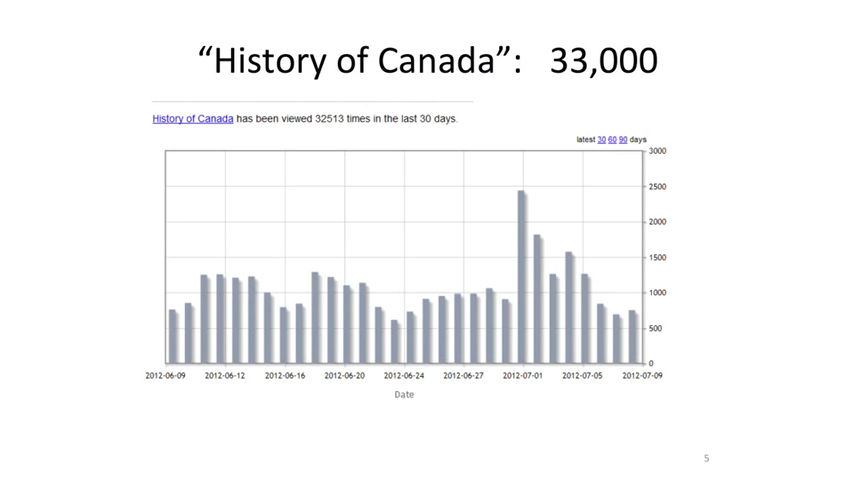 “History of Canada”: 33,000
History of Canada has been viewed 32513 times in the last 30 days.
latest 30 60 90 days
3000
2500
2000
1500
1000
500
0
2012-06-09 2012-06-12 2012-06-16 2012-06-20 2012-06-24 2012-06-27 2012-07-01 2012-07-05 2012-07-09
Date
5